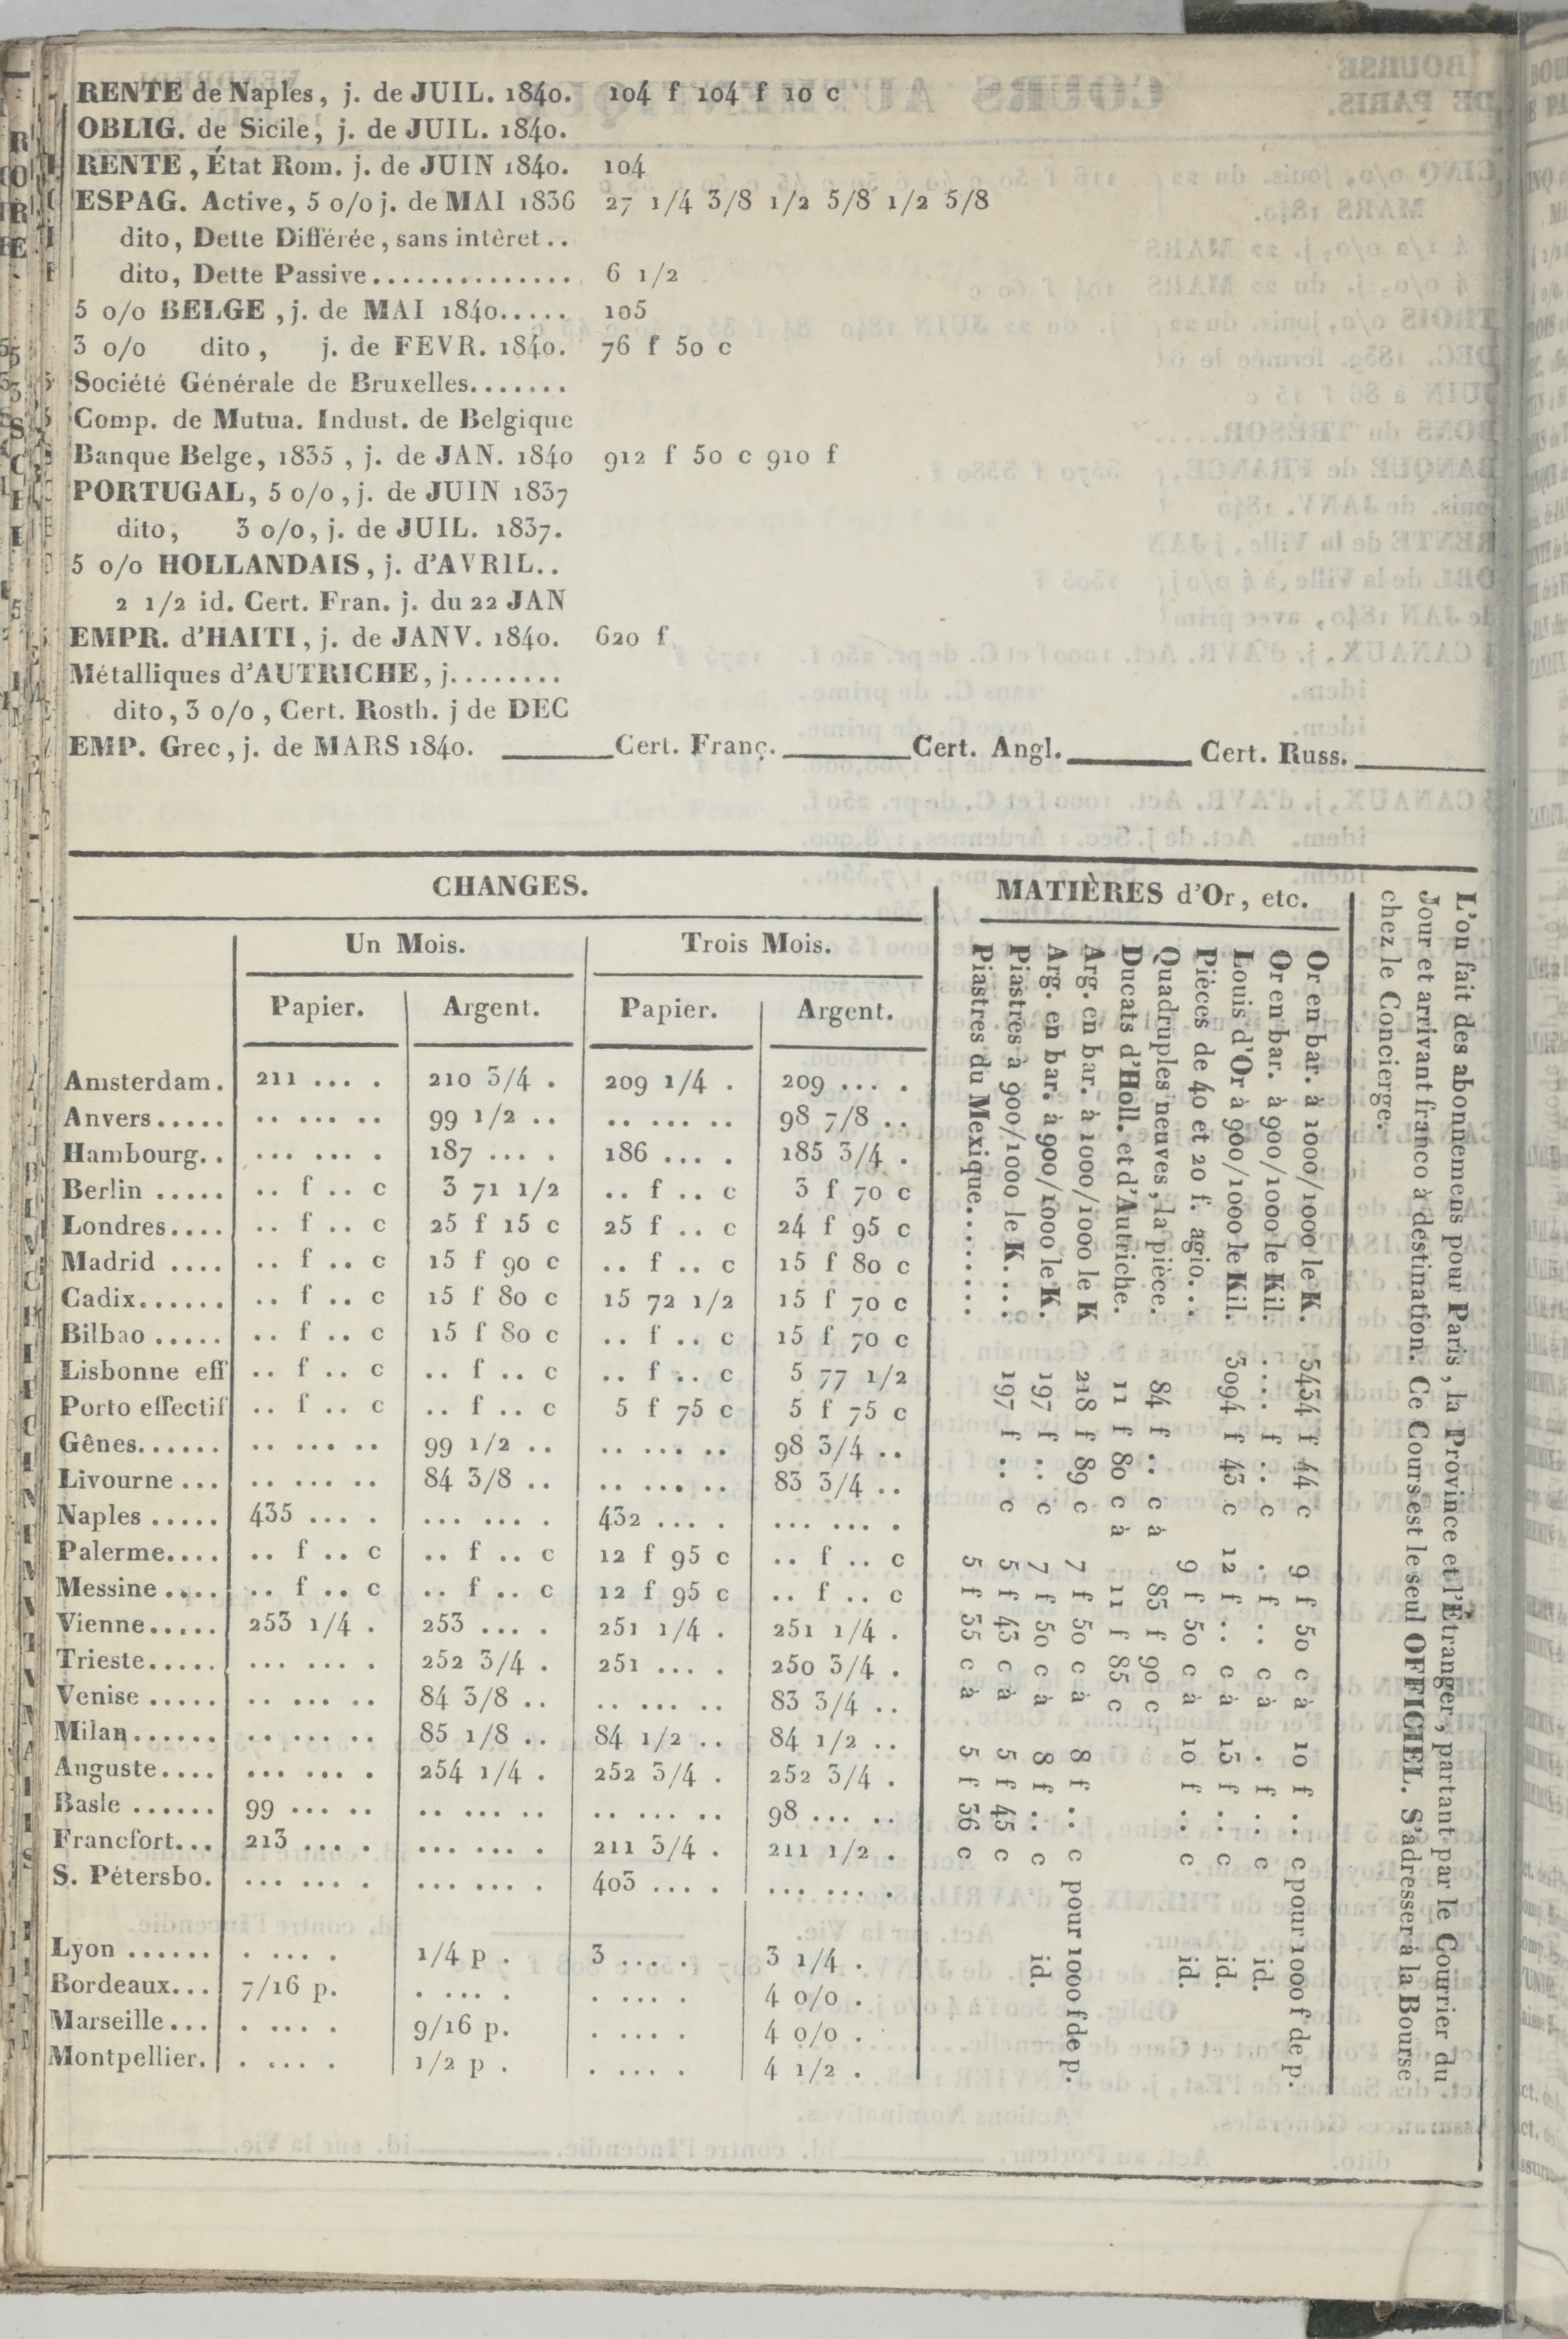 RENTE de Naples, j. de JUIL. 1840. 104 f 104 f 10 c
OBLIG. de Sicile, j. de JUIL. 1840.
RENTE, État Rom. j. de JUIN 1840. 104
ESPAG. Active, 5 o/o j. de MAI 1836 27 1/4 3/8 1/2 5/8 1/2 5/8
dito, Dette Différée, sans intèret..
dito, Dette Passive.............. 6 1/2
5 o/o BELGE, j. de MAI 1840..... 105
3 o/o dito, j. de FEVR. 1840. 76 f 50 c
Société Générale de Bruxelles.......
Comp. de Mutua. Indust. de Belgique
Banque Belge, 1835, j. de JAN. 1840 912 f 50 c 910 f
PORTUGAL, 5 o/o, j. de JUIN 1837
dito, 3 o/o, j. de JUIL. 1837.
5 o/o HOLLANDAIS, j. d'AVRIL..
2 1/2 id. Cert. Fran. j. du 22 JAN
EMPR. d'HAITI, j. de JANV. 1840. 620 f
Métalliques d'AUTRICHE, j........
dito, 3 o/o, Cert. Rosth. j de DEC
EMP. Grec, j. de MARS 1840. ______Cert. Franç.______Cert. Angl.______Cert. Russ.______
CHANGES.
Un Mois. Trois Mois.
Papier. Argent. Papier. Argent.
Amsterdam. 211 ... . 210 3/4 . 209 1/4 . 209 ... .
Anvers..... .. ... .. 99 1/2 .. .. ... .. 98 7/8 ..
Hambourg.. ... ... . 187 ... . 186 ... . 185 3/4 .
Berlin ..... .. f .. c 3 71 1/2 .. f .. c 3 f 70 c
Londres.... .. f .. c 25 f 15 c 25 f .. c 24 f 95 c
Madrid .... .. f .. c 15 f 90 c .. f .. c 15 f 80 c
Cadix...... .. f .. c 15 f 80 c 15 72 1/2 15 f 70 c
Bilbao ..... .. f .. c 15 f 80 c .. f .. c 15 f 70 c
Lisbonne eff .. f .. c .. f .. c .. f .. c 5 77 1/2
Porto effectif .. f .. c .. f .. c 5 f 75 c 5 f 75 c
Gênes...... .. ... .. 99 1/2 .. .. ... .. 98 3/4 ..
Livourne ... .. ... .. 84 3/8 .. .. ... .. 83 3/4 ..
Naples ..... 435 ... . ... ... . 432 ... . ... ... .
Palerme.... .. f .. c .. f .. c 12 f 95 c .. f .. c
Messine .... .. f .. c .. f .. c 12 f 95 c .. f .. c
Vienne..... 253 1/4 . 253 ... . 251 1/4 . 251 1/4 .
Trieste..... ... ... . 252 3/4 . 251 ... . 250 3/4 .
Venise ..... .. ... .. 84 3/8 .. .. ... .. 83 3/4 ..
Milan...... .. ... .. 85 1/8 .. 84 1/2 .. 84 1/2 ..
Auguste.... ... ... . 254 1/4 . 252 3/4 . 252 3/4 .
Basle ...... 99 ... .. .. ... .. .. ... .. 98 ... ..
Francfort... 213 ... . ... ... . 211 3/4 . 211 1/2 .
S. Pétersbo. ... ... . ... ... . 403 ... . ... ... .
Lyon ...... . ... . 1/4 p . 3 ... . 3 1/4 .
Bordeaux... 7/16 p. . ... . . ... . 4 o/o .
Marseille... . ... . 9/16 p. . ... . 4 o/o .
Montpellier. . ... . 1/2 p . . ... . 4 1/2 .
MATIÈRES d'Or, etc.
Or en bar. à 1000/1000 le K. 5434 f 44 c 9 f 50 c à 10 f .. c pour 1000 f de p.
Or en bar. à 900/1000 le Kil. .... f .. c . f .. c à . f .. c id.
Louis d'Or à 900/1000 le Kil. 3094 f 43 c 12 f .. c à 15 f .. c id.
Pièces de 40 et 20 f. agio... 9 f 50 c à 10 f .. c id.
Quadruples neuves, la pièce. 84 f .. c à 83 f 90 c
Ducats d'Holl. et d'Autriche. 11 f 80 c à 11 f 85 c
Arg. en bar. à 1000/1000 le K 218 f 89 c 7 f 50 c à 8 f .. c pour 1000 f de p.
Arg. en bar. à 900/1000 le K. 197 f .. c 7 f 50 c à 8 f .. c id.
Piastres à 900/1000 le K.... 197 f .. c 5 f 43 c à 5 f 45 c
Piastres du Mexique....... 5 f 35 c à 5 f 36 c
L'on fait des abonnemens pour Paris, la Province et l'Étranger, partant par le Courrier du
Jour et arrivant franco à destination. Ce Cours est le seul OFFICIEL. S'adresser à la Bourse
chez le Concierge.